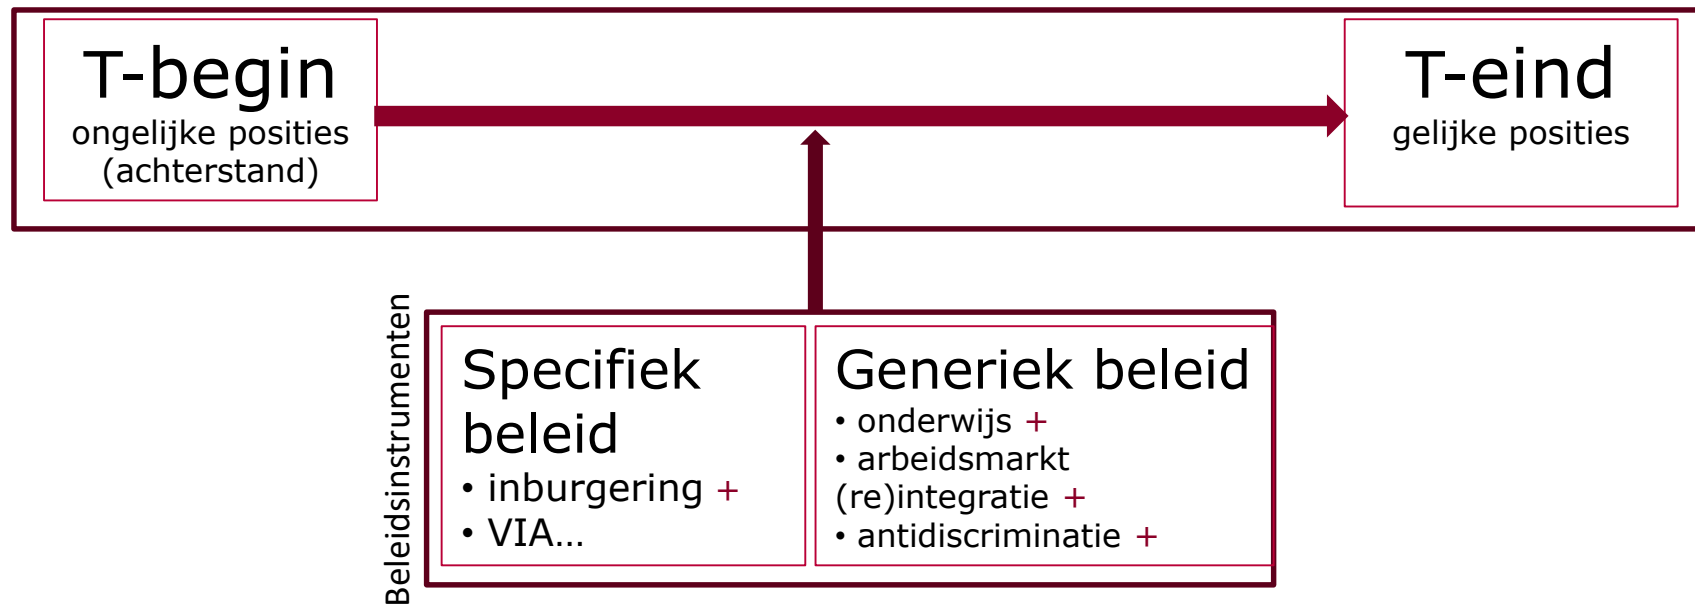 T-begin
ongelijke posities
(achterstand)
T-eind
gelijke posities
Beleidsinstrumenten
Specifiek
beleid
• inburgering +
• VIA...
Generiek beleid
• onderwijs +
• arbeidsmarkt
(re)integratie +
• antidiscriminatie +